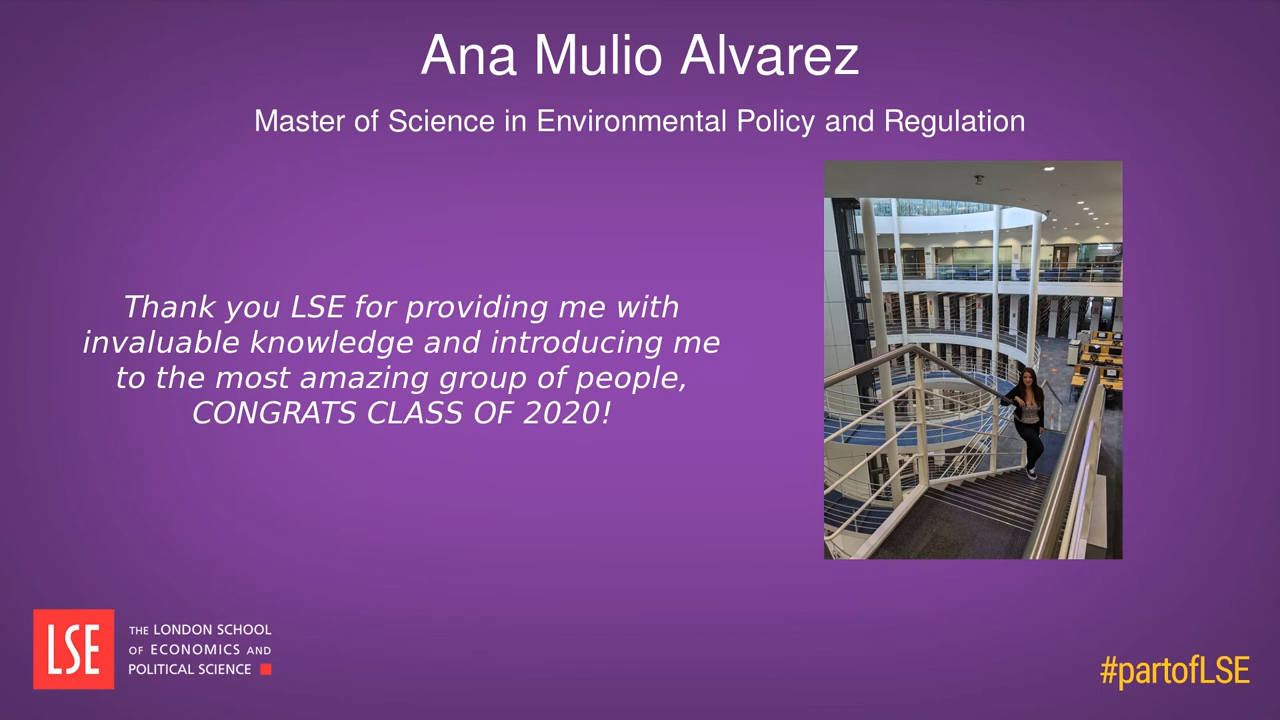 Ana Mulio Alvarez
Master of Science in Environmental Policy and Regulation
Thank you LSE for providing me with
invaluable knowledge and introducing me
to the most amazing group of people,
CONGRATS CLASS OF 2020!
LSE
THE LONDON SCHOOL
OF ECONOMICS AND
POLITICAL SCIENCE
#partofLSE